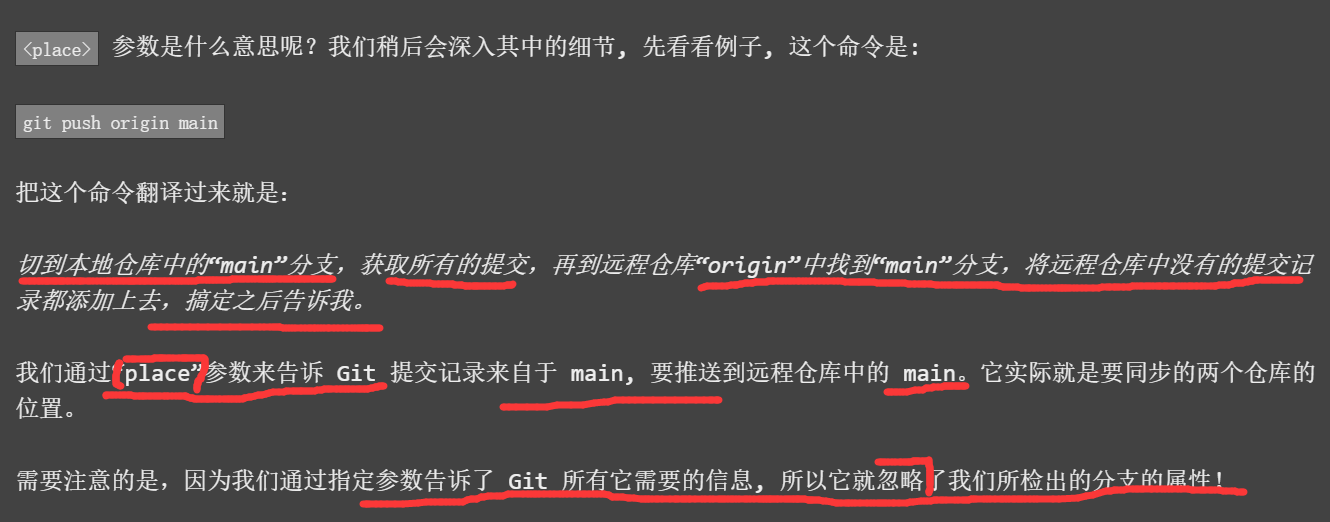 <place> 参数是什么意思呢？我们稍后会深入其中的细节, 先看看例子, 这个命令是:
git push origin main
把这个命令翻译过来就是：
切到本地仓库中的“main”分支，获取所有的提交，再到远程仓库“origin”中找到“main”分支，将远程仓库中没有的提交记
录都添加上去，搞定之后告诉我。
我们通过“place”参数来告诉 Git 提交记录来自于 main, 要推送到远程仓库中的 main。它实际就是要同步的两个仓库的
位置。
需要注意的是，因为我们通过指定参数告诉了 Git 所有它需要的信息, 所以它就忽略了我们所检出的分支的属性！